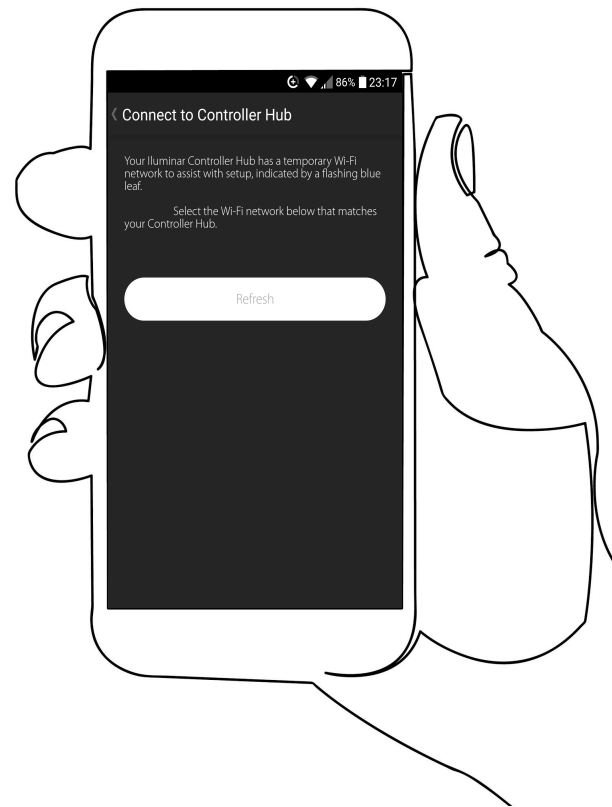 86% 23:17
Connect to Controller Hub
Your Iluminar Controller Hub has a temporary Wi-Fi
network to assist with setup, indicated by a flashing blue
leaf.
Select the Wi-Fi network below that matches
your Controller Hub.
Refresh